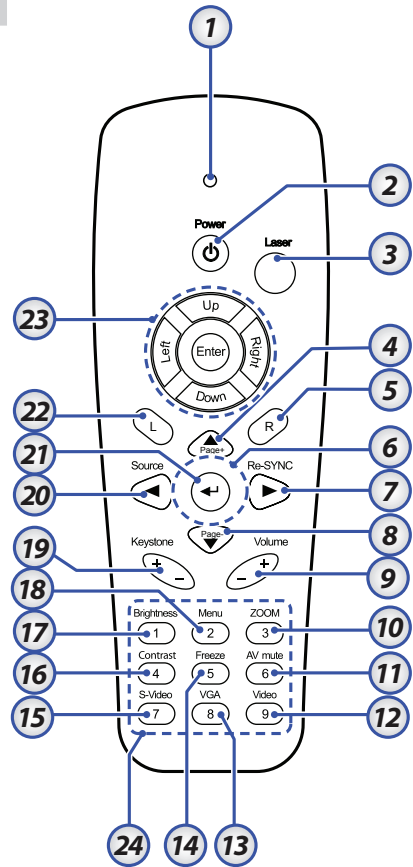 1
2
Power
Laser
3
23
Up
Left
Enter
Right
Down
4
5
22
L
R
Page+
6
21
Source
Re-SYNC
20
7
Page-
8
19
Keystone
Volume
+
−
+
−
9
18
Brightness
Menu
ZOOM
17
1
2
3
10
Contrast
Freeze
AV mute
16
4
5
6
11
S-Video
VGA
Video
15
7
8
9
12
24
14
13